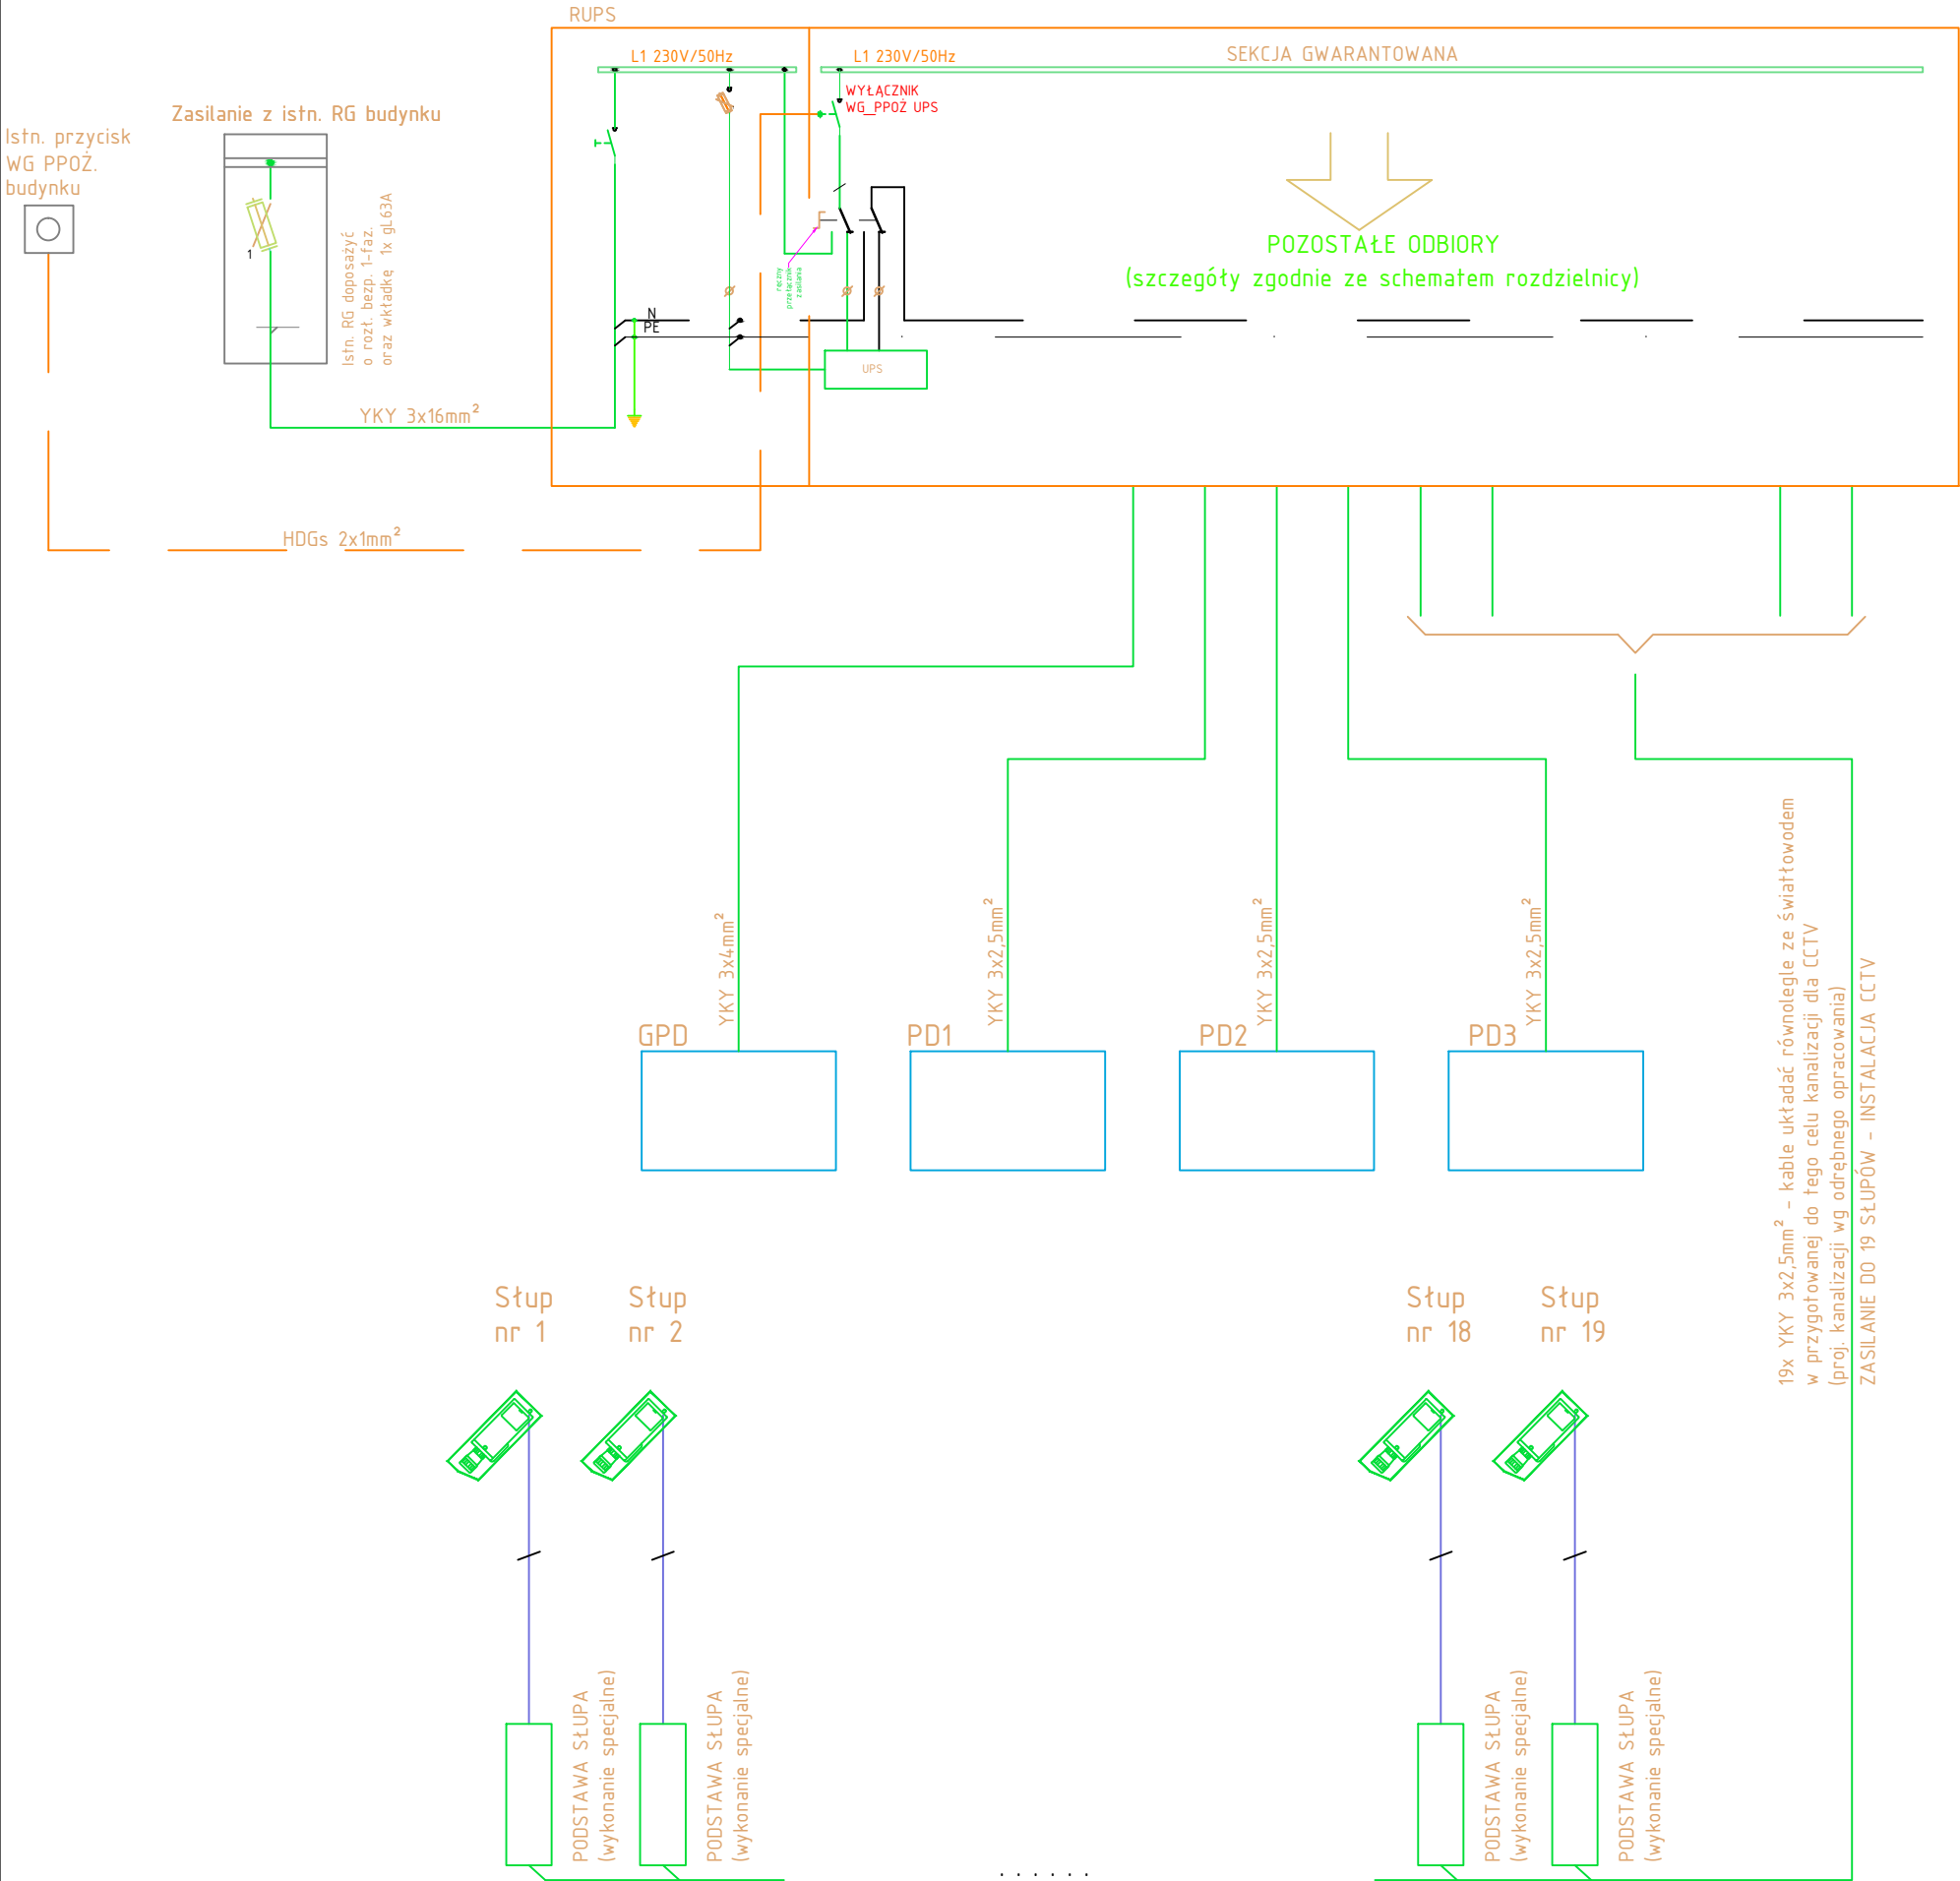 RUPS
L1 230V/50Hz
L1 230V/50Hz
SEKCJA GWARANTOWANA
WYŁĄCZNIK
WG_PPOŻ UPS
Zasilanie z istn. RG budynku
Istn. przycisk
WG PPOŻ.
budynku
1
Istn. RG doposażyć
o rozł. bezp. 1-faz.
oraz wkładkę 1x gL63A
ręczny
przełącznik
zasilania
POZOSTAŁE ODBIORY
(szczegóły zgodnie ze schematem rozdzielnicy)
N
PE
UPS
YKY 3x16mm²
HDGs 2x1mm²
YKY 3x4mm²
YKY 3x2,5mm²
YKY 3x2,5mm²
YKY 3x2,5mm²
GPD
PD1
PD2
PD3
19x YKY 3x2,5mm² - kable układać równolegle ze światłowodem
w przygotowanej do tego celu kanalizacji dla CCTV
(proj. kanalizacji wg odrębnego opracowania)
ZASILANIE DO 19 SŁUPÓW - INSTALACJA CCTV
Słup
nr 1
Słup
nr 2
Słup
nr 18
Słup
nr 19
PODSTAWA SŁUPA
(wykonanie specjalne)
PODSTAWA SŁUPA
(wykonanie specjalne)
PODSTAWA SŁUPA
(wykonanie specjalne)
PODSTAWA SŁUPA
(wykonanie specjalne)
. . . . . .